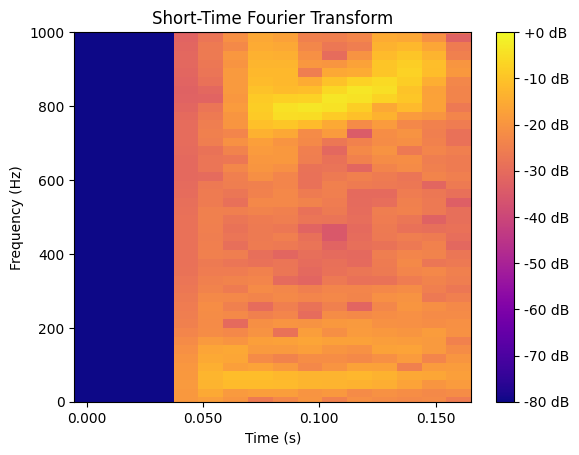 Short-Time Fourier Transform
1000
800
600
400
200
0
Frequency (Hz)
0.000
0.050
0.100
0.150
Time (s)
+0 dB
-10 dB
-20 dB
-30 dB
-40 dB
-50 dB
-60 dB
-70 dB
-80 dB